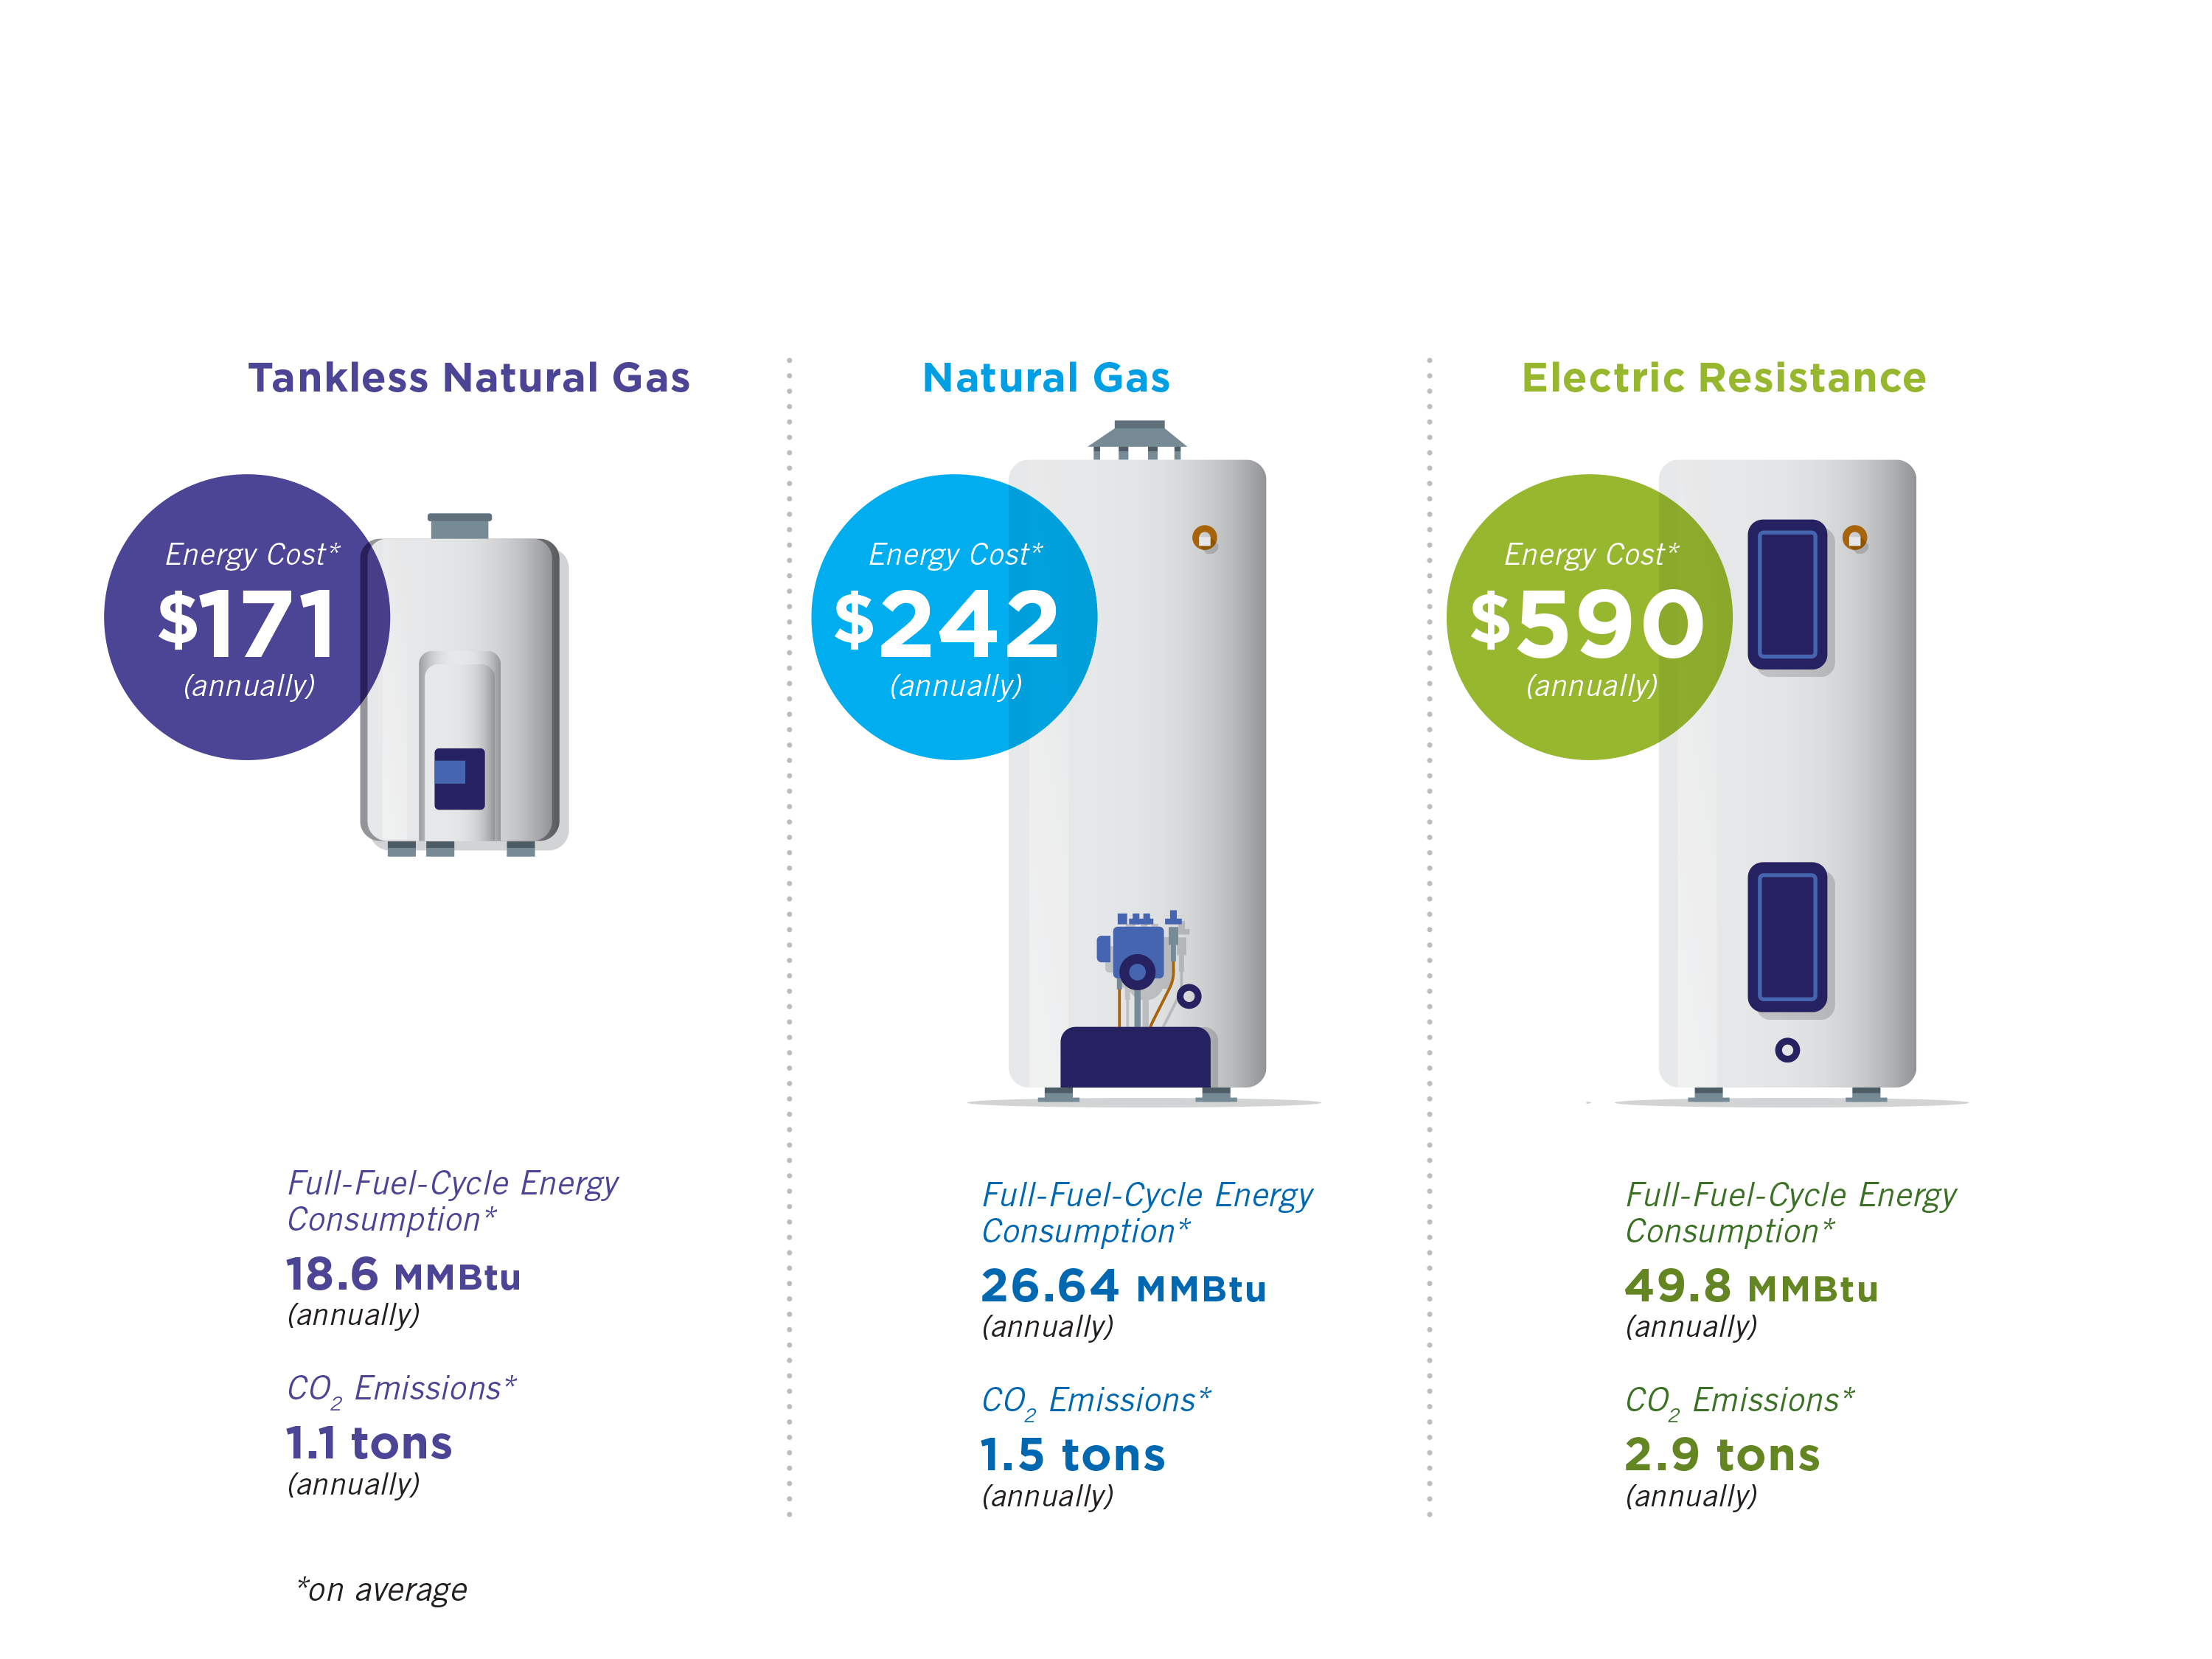 Tankless Natural Gas
Energy Cost*
$171
(annually)
Full-Fuel-Cycle Energy
Consumption*
18.6 MMBtu
(annually)
CO₂ Emissions*
1.1 tons
(annually)
Natural Gas
Energy Cost*
$242
(annually)
Full-Fuel-Cycle Energy
Consumption*
26.64 MMBtu
(annually)
CO₂ Emissions*
1.5 tons
(annually)
Electric Resistance
Energy Cost*
$590
(annually)
Full-Fuel-Cycle Energy
Consumption*
49.8 MMBtu
(annually)
CO₂ Emissions*
2.9 tons
(annually)
*on average